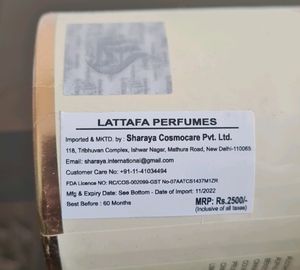 LATTAFA PERFUMES
Imported & MKTD. by : Sharaya Cosmocare Pvt. Ltd.
118, Tribhuvan Complex, Ishwar Nagar, Mathura Road, New Delhi-110065
Email: sharaya.international@gmail.com
Customer Care No: +91-11-41034494
FDA Licence NO: RC/COS-002099-GST No-07AATCS1437M1ZR
Mfg & Expiry Date: See Bottom - Date of Import: 11/2022
Best Before : 60 Months
MRP: Rs.2500/-
(Inclusive of all taxes)